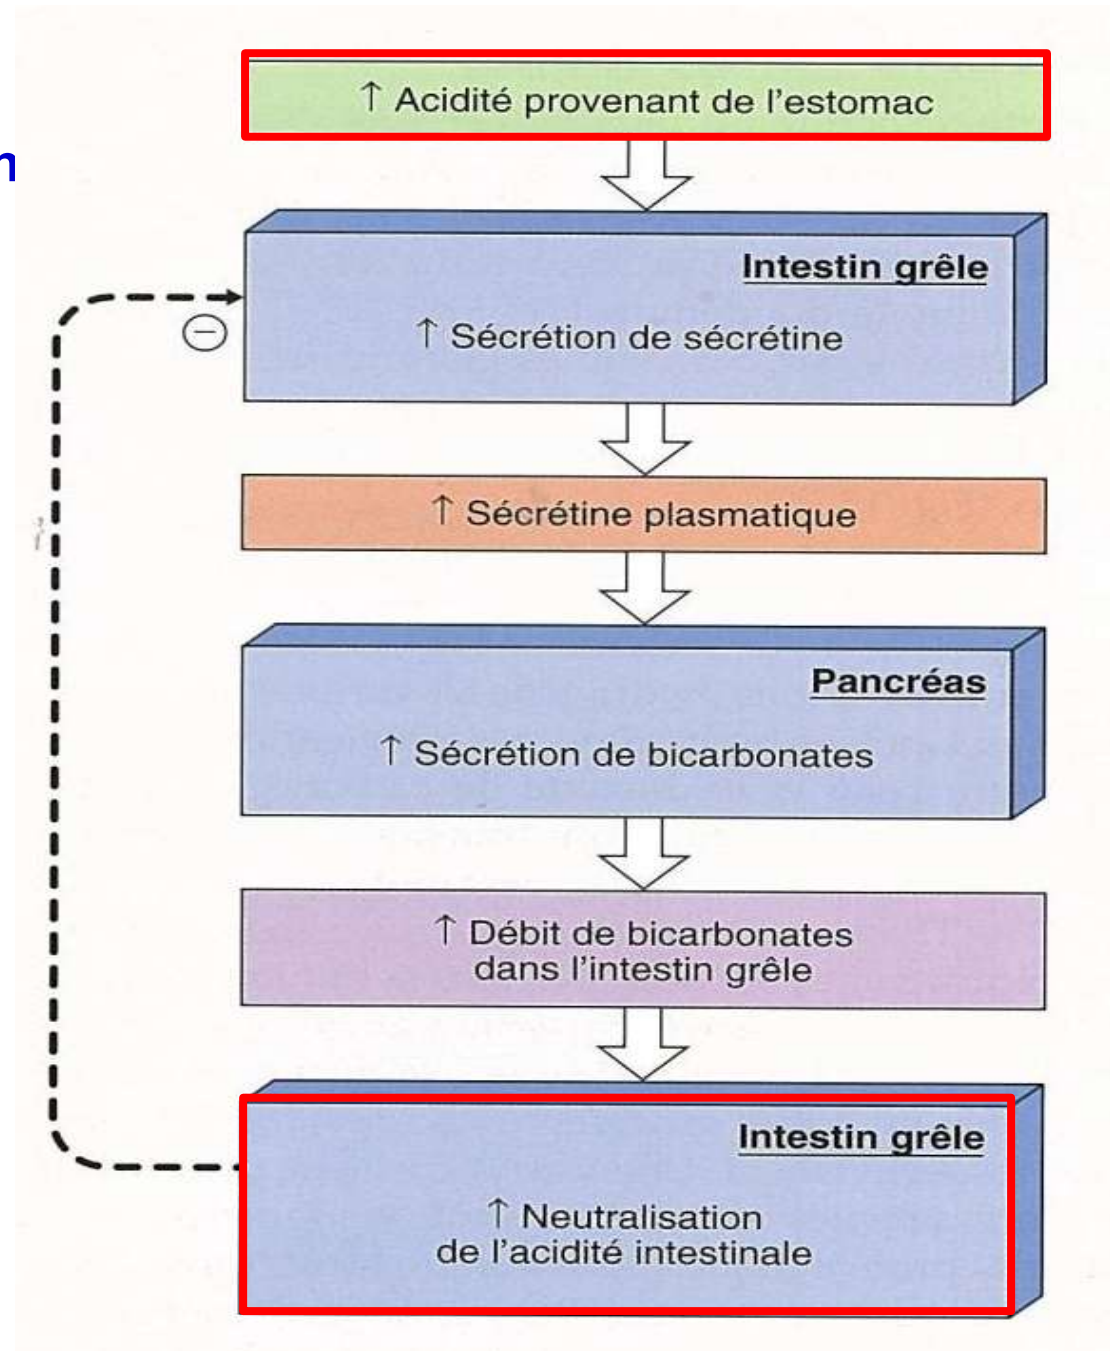 ↑ Acidité provenant de l'estomac
n
Intestin grêle
↑ Sécrétion de sécrétine
−
↑ Sécrétine plasmatique
Pancréas
↑ Sécrétion de bicarbonates
↑ Débit de bicarbonates
dans l'intestin grêle
Intestin grêle
↑ Neutralisation
de l'acidité intestinale